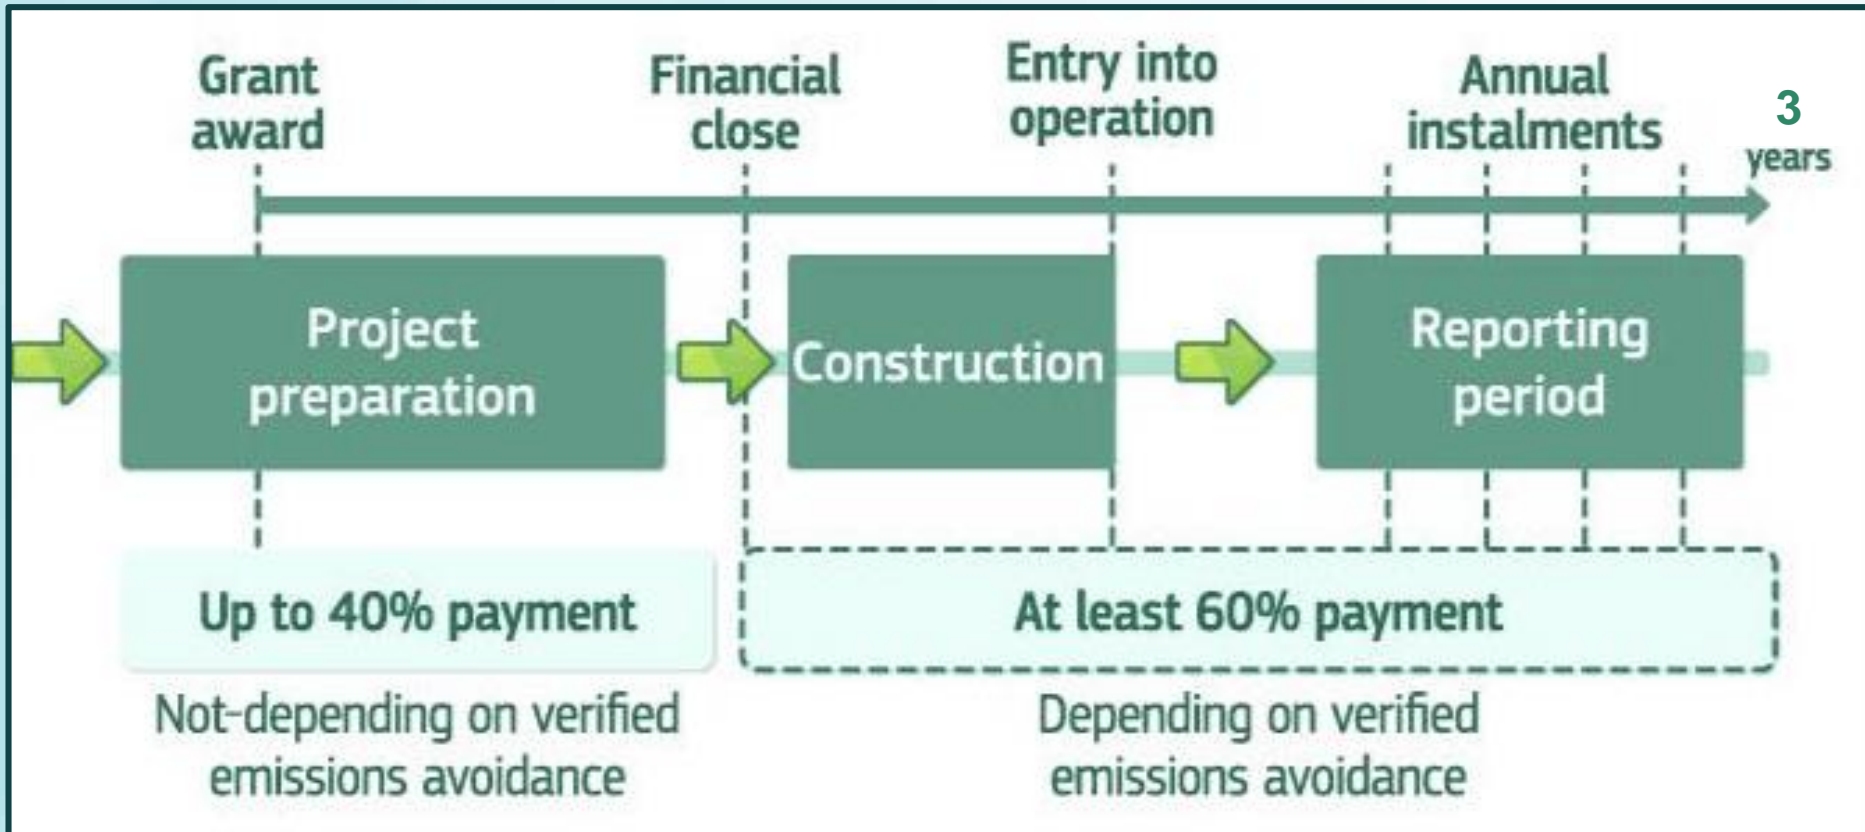 Grant
award
Financial
close
Entry into
operation
Annual
instalments
3
years
Project
preparation
Construction
Reporting
period
Up to 40% payment
At least 60% payment
Not-depending on verified
emissions avoidance
Depending on verified
emissions avoidance